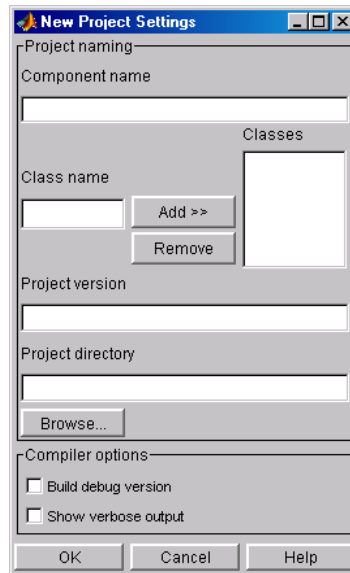 New Project Settings
Project naming
Component name
Classes
Class name
Add >>
Remove
Project version
Project directory
Browse...
Compiler options
Build debug version
Show verbose output
OK Cancel Help